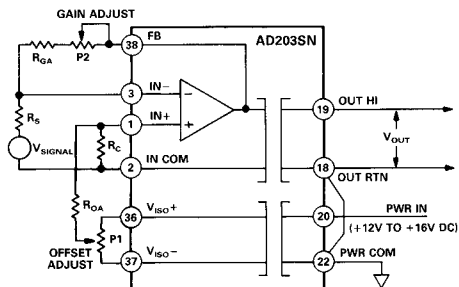 GAIN ADJUST
AD203SN
38
FB
R_GA
P2
3
IN−
19
OUT HI
1
IN+
R_S
V_SIGNAL
R_C
V_OUT
2
IN COM
18
OUT RTN
R_OA
36
V_ISO+
20
PWR IN
(+12V TO +16V DC)
P1
OFFSET
ADJUST
37
V_ISO−
22
PWR COM